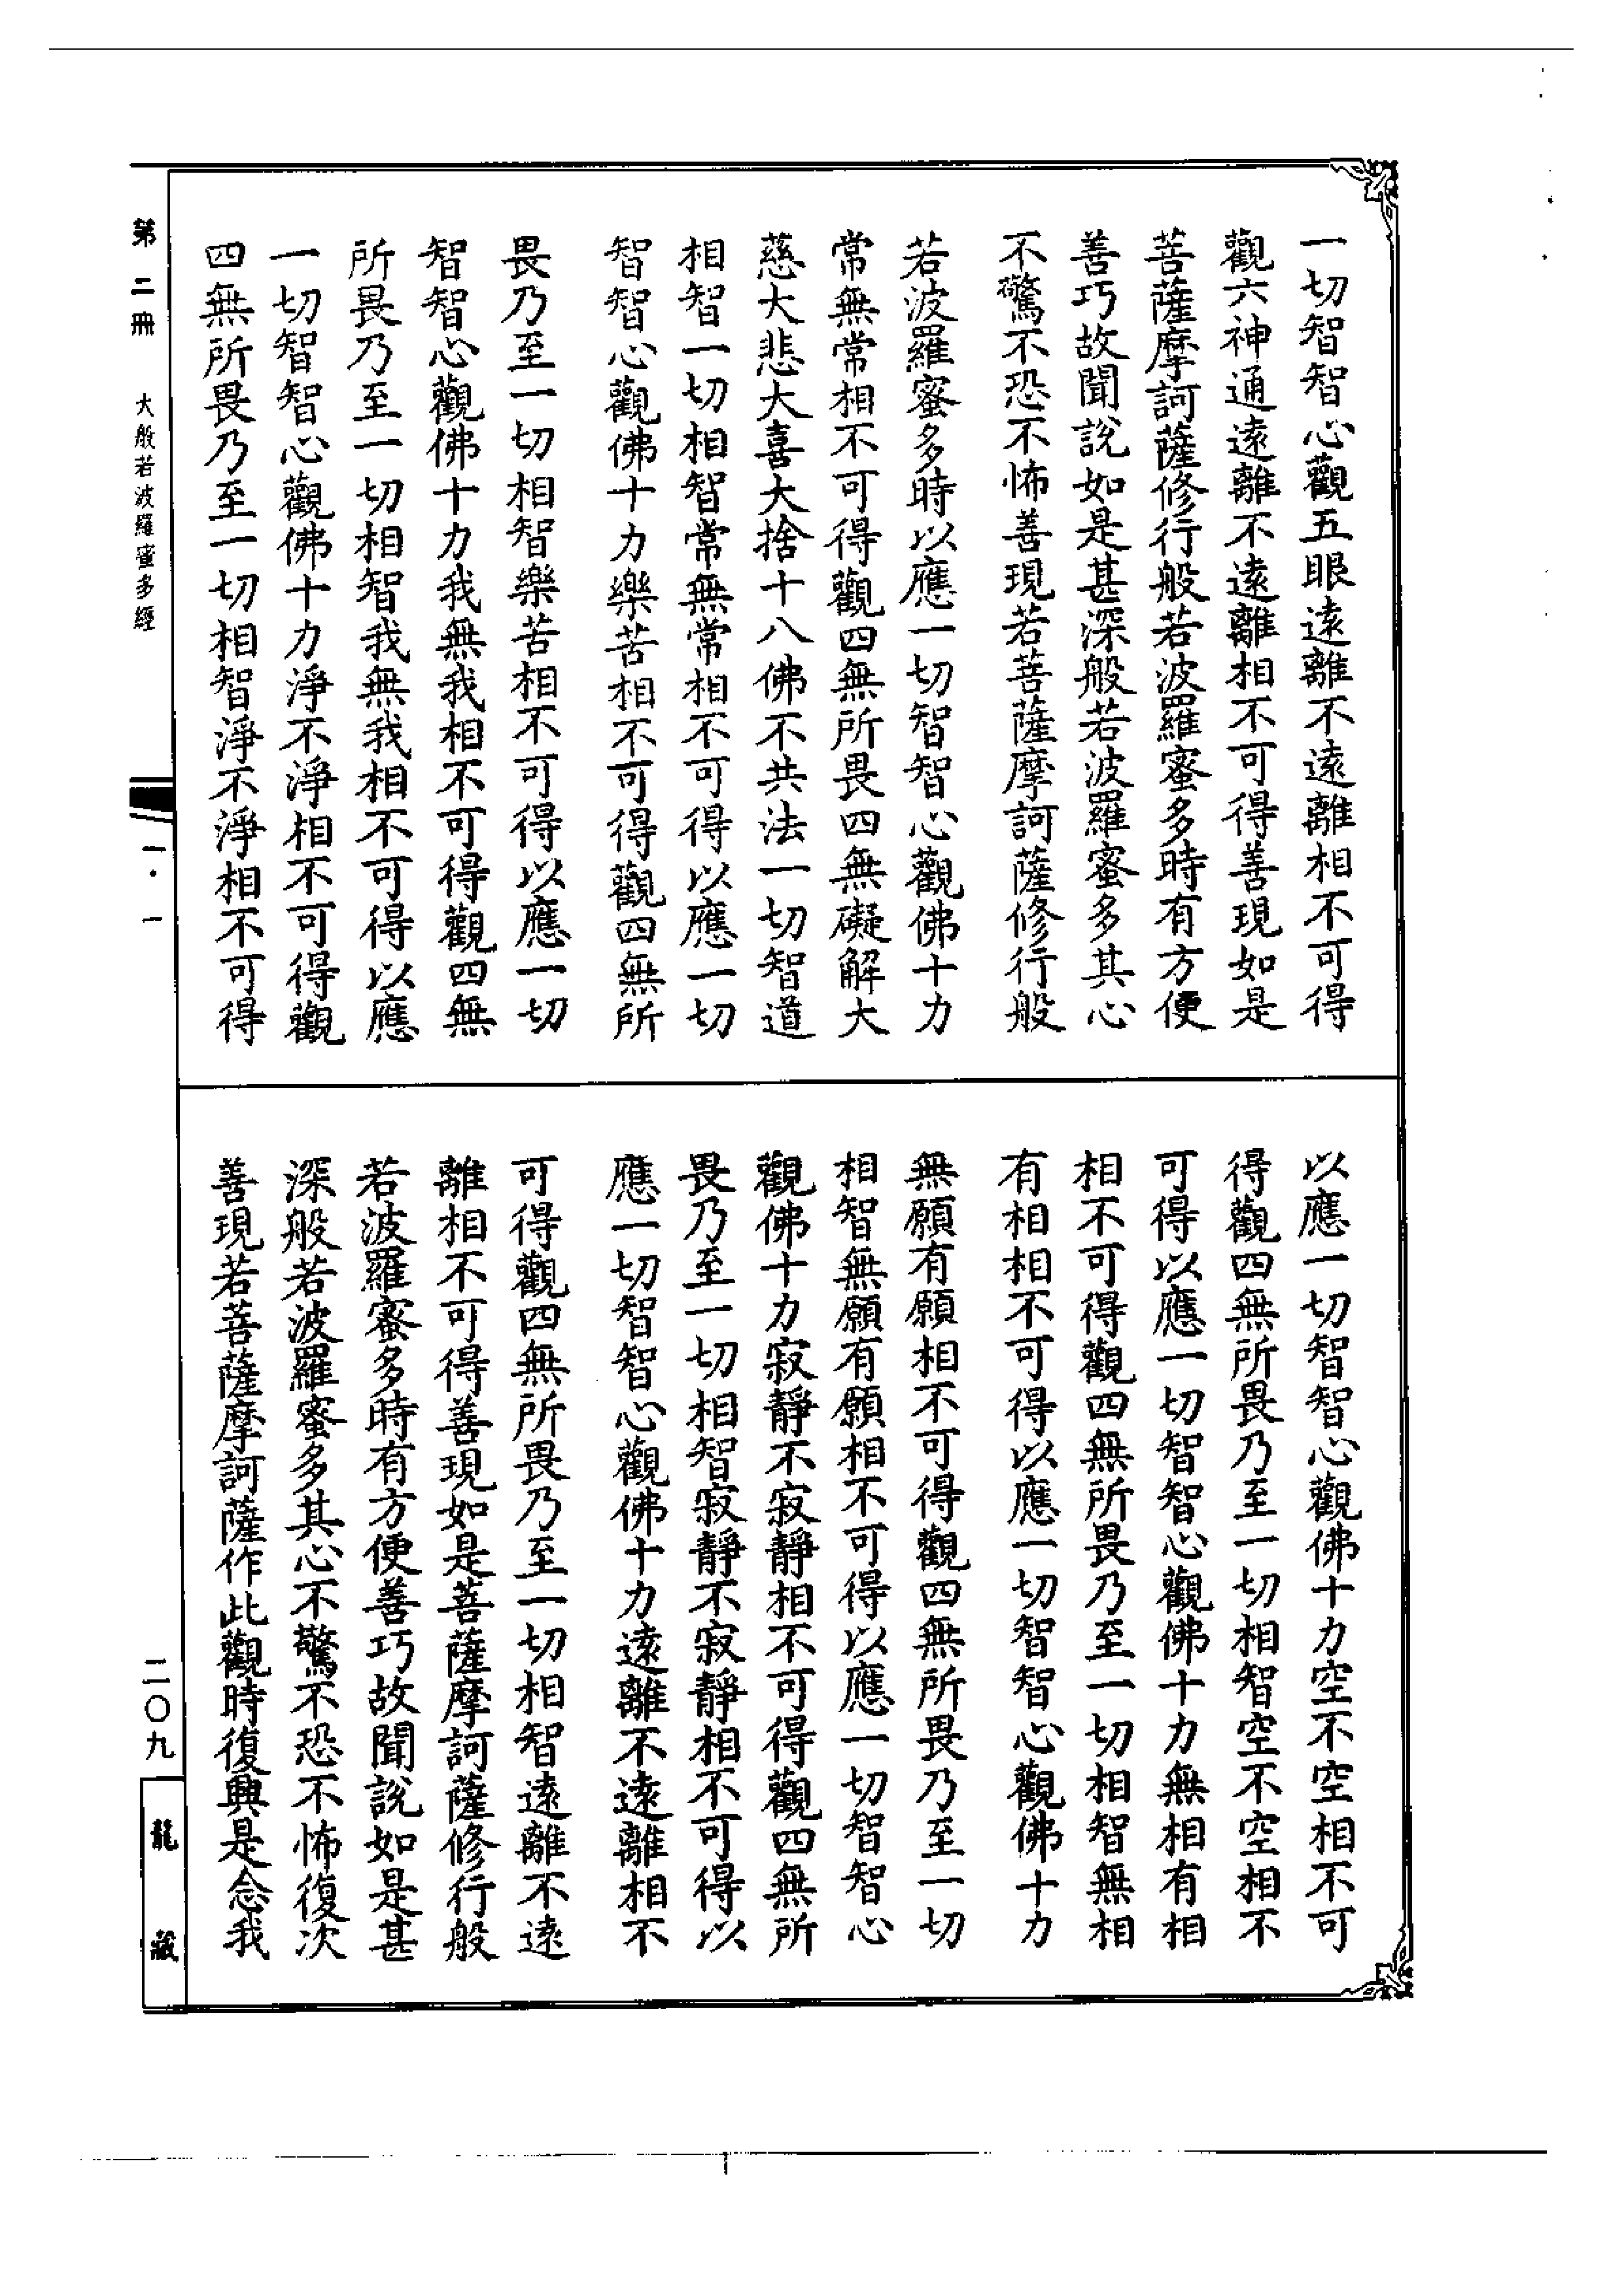 一切智智心觀五眼遠離不遠離相不可得
觀六神通遠離不遠離相不可得善現如是
菩薩摩訶薩修行般若波羅蜜多時有方便
善巧故聞說如是甚深般若波羅蜜多其心
不驚不恐不怖善現若菩薩摩訶薩修行般
若波羅蜜多時以應一切智智心觀佛十力
常無常相不可得觀四無所畏四無礙解大
慈大悲大喜大捨十八佛不共法一切智道
相智一切相智常無常相不可得以應一切
智智心觀佛十力樂苦相不可得觀四無所
畏乃至一切相智樂苦相不可得以應一切
智智心觀佛十力我無我相不可得觀四無
所畏乃至一切相智我無我相不可得以應
一切智智心觀佛十力淨不淨相不可得觀
四無所畏乃至一切相智淨不淨相不可得
以應一切智智心觀佛十力空不空相不可
得觀四無所畏乃至一切相智空不空相不
可得以應一切智智心觀佛十力無相有相
相不可得觀四無所畏乃至一切相智無相
有相相不可得以應一切智智心觀佛十力
無願有願相不可得觀四無所畏乃至一切
相智無願有願相不可得以應一切智智心
觀佛十力寂靜不寂靜相不可得觀四無所
畏乃至一切相智寂靜不寂靜相不可得以
應一切智智心觀佛十力遠離不遠離相不
可得觀四無所畏乃至一切相智遠離不遠
離相不可得善現如是菩薩摩訶薩修行般
若波羅蜜多時有方便善巧故聞說如是甚
深般若波羅蜜多其心不驚不恐不怖復次
善現若菩薩摩訶薩作此觀時復興是念我
第二冊 大般若波羅蜜多經
一·一
二〇九
龍藏